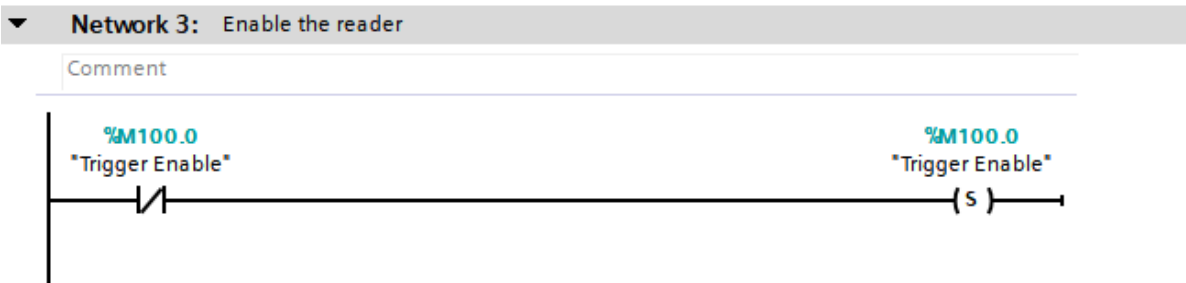 Network 3: Enable the reader
Comment
%M100.0 %M100.0
"Trigger Enable" "Trigger Enable"
S